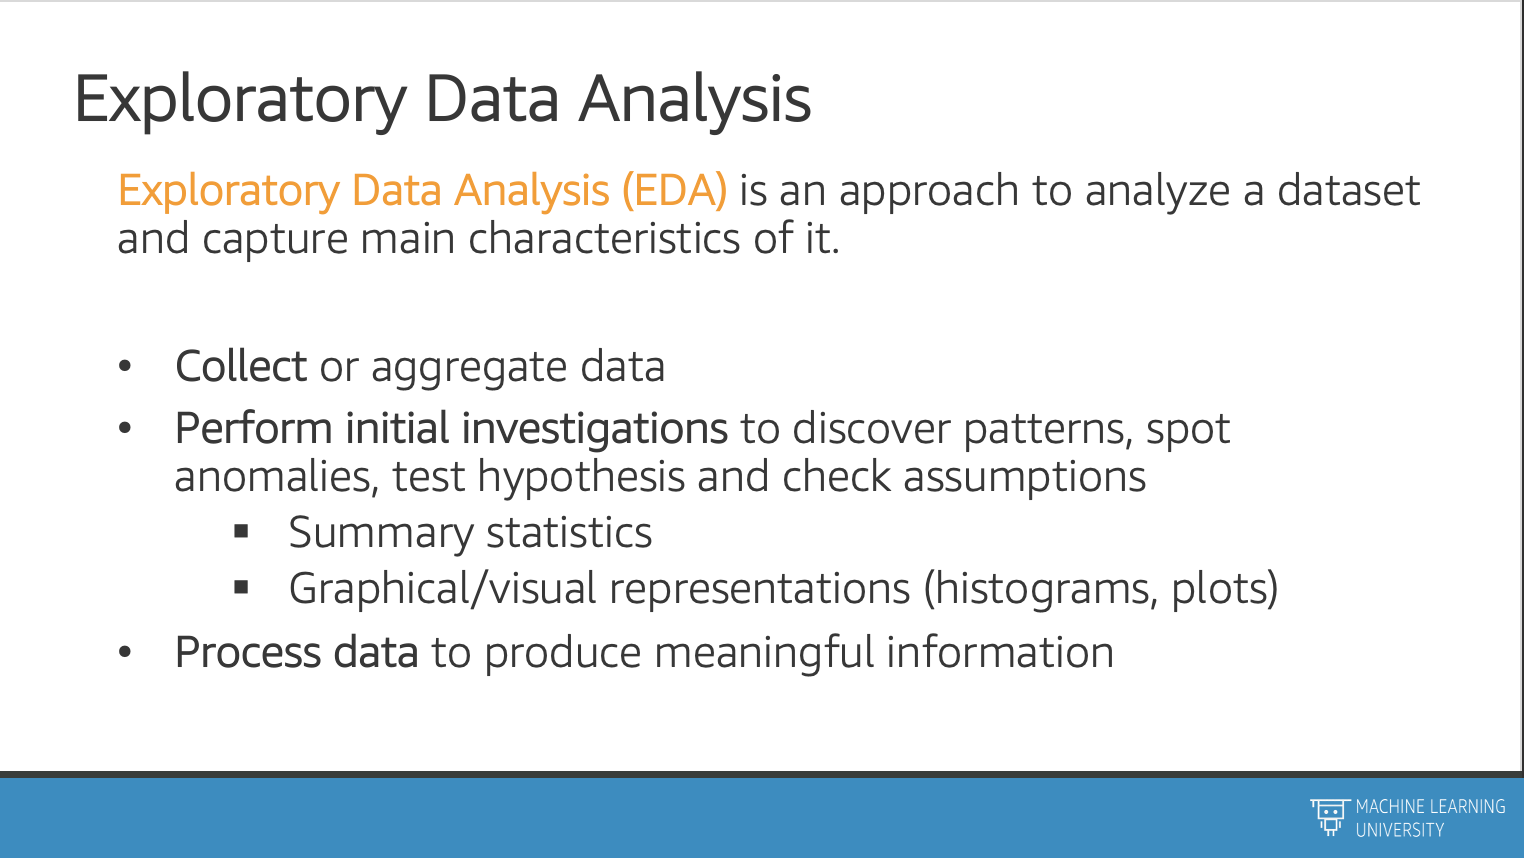 Exploratory Data Analysis
Exploratory Data Analysis (EDA) is an approach to analyze a dataset
and capture main characteristics of it.
• Collect or aggregate data
• Perform initial investigations to discover patterns, spot
anomalies, test hypothesis and check assumptions
▪ Summary statistics
▪ Graphical/visual representations (histograms, plots)
• Process data to produce meaningful information
MACHINE LEARNING
UNIVERSITY